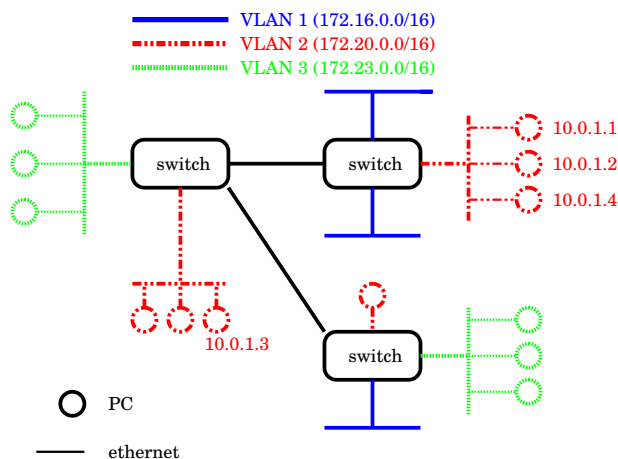 VLAN 1 (172.16.0.0/16)
VLAN 2 (172.20.0.0/16)
VLAN 3 (172.23.0.0/16)
switch
switch
10.0.1.1
10.0.1.2
10.0.1.4
10.0.1.3
switch
PC
ethernet